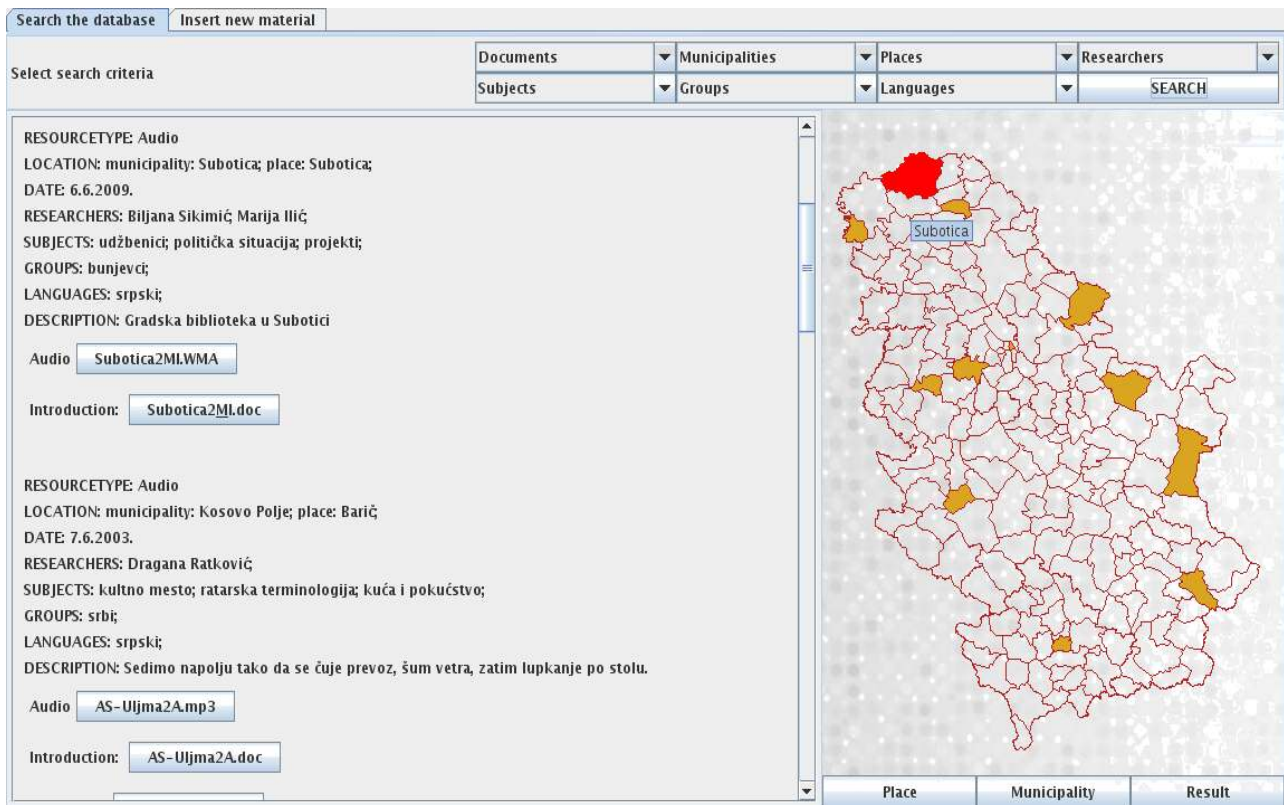 Search the database Insert new material
Select search criteria
Documents Municipalities Places Researchers
Subjects Groups Languages SEARCH
RESOURCETYPE: Audio
LOCATION: municipality: Subotica; place: Subotica;
DATE: 6.6.2009.
RESEARCHERS: Biljana Sikimić; Marija Ilić;
SUBJECTS: udžbenici; politička situacija; projekti;
GROUPS: bunjevci;
LANGUAGES: srpski;
DESCRIPTION: Gradska biblioteka u Subotici
Audio Subotica2MI.WMA
Introduction: Subotica2MI.doc
RESOURCETYPE: Audio
LOCATION: municipality: Kosovo Polje; place: Barič;
DATE: 7.6.2003.
RESEARCHERS: Dragana Ratković;
SUBJECTS: kultno mesto; ratarska terminologija; kuća i pokućstvo;
GROUPS: srbi;
LANGUAGES: srpski;
DESCRIPTION: Sedimo napolju tako da se čuje prevoz, šum vetra, zatim lupkanje po stolu.
Audio AS-Uljma2A.mp3
Introduction: AS-Uljma2A.doc
Subotica
Place Municipality Result